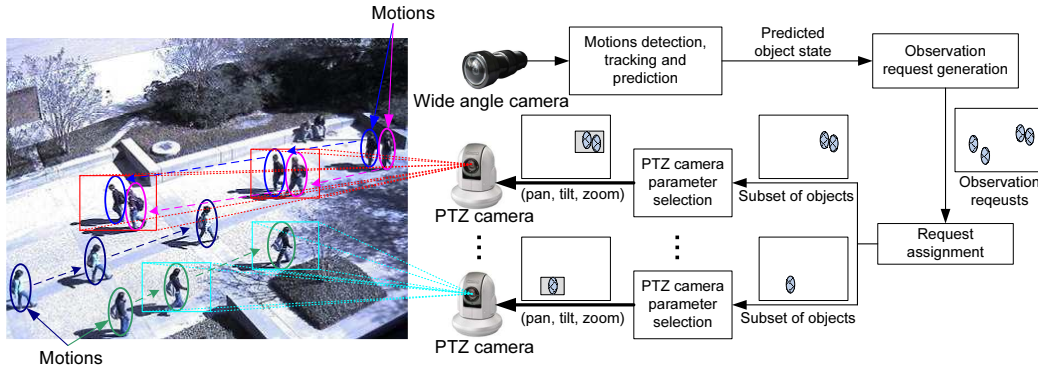 Motions
Wide angle camera
Motions detection,
tracking and
prediction
Predicted
object state
Observation
request generation
Observation
reqeusts
Request
assignment
Subset of objects
PTZ camera
parameter
selection
(pan, tilt, zoom)
PTZ camera
Subset of objects
PTZ camera
parameter
selection
(pan, tilt, zoom)
PTZ camera
Motions